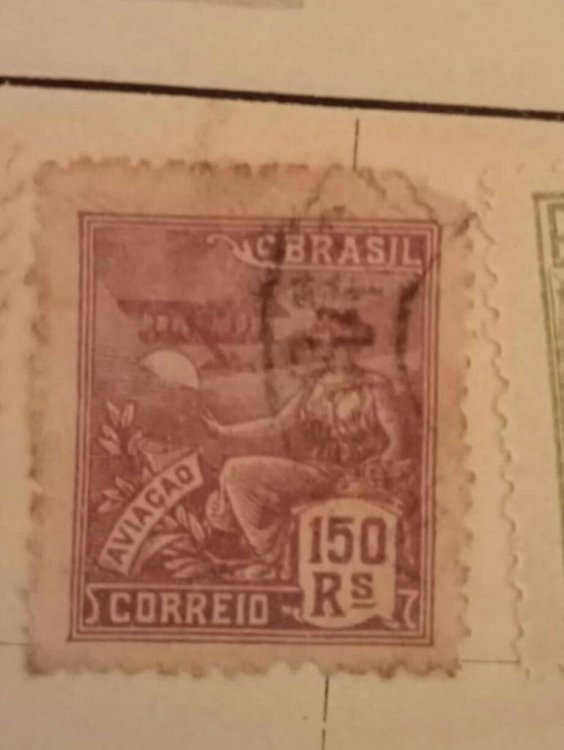 BRASIL
AVIAÇÃO
150
Rs
CORREIO